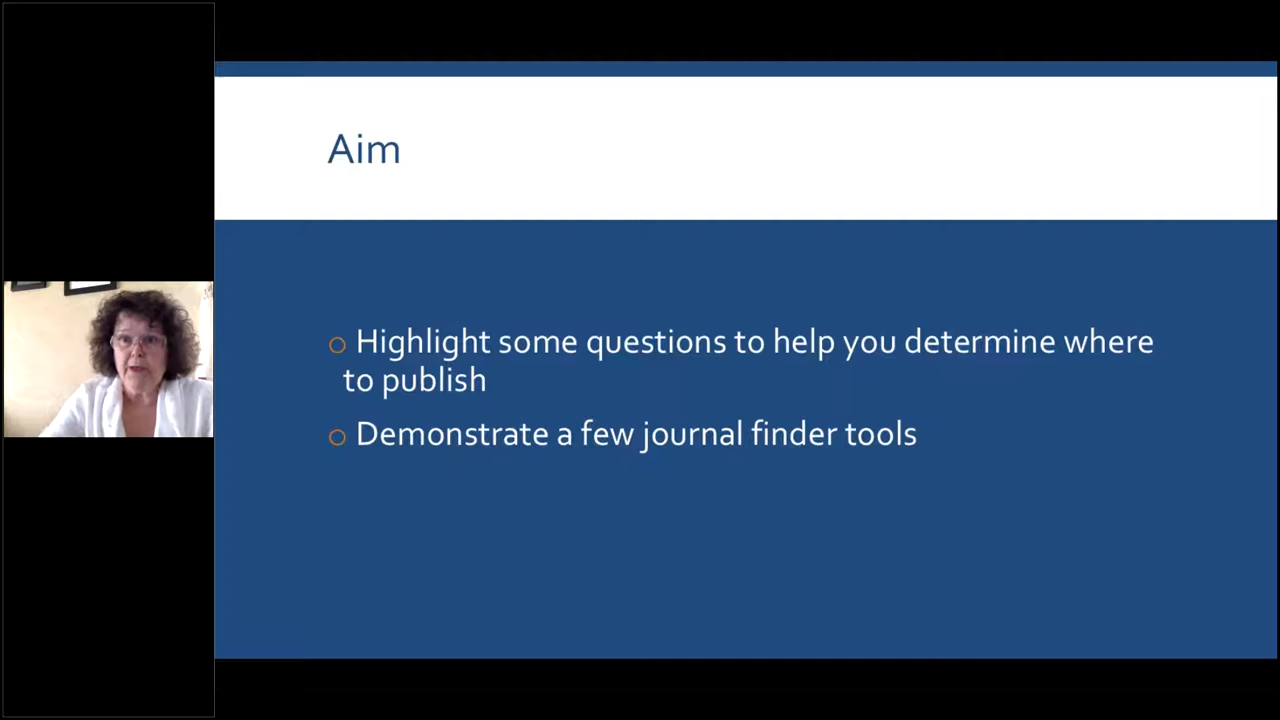 Aim
Highlight some questions to help you determine where
to publish
Demonstrate a few journal finder tools